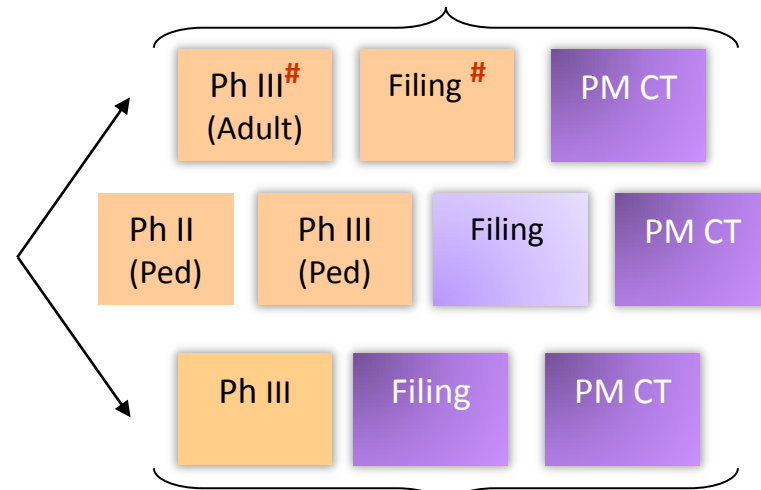 Ph III#
(Adult)
Filing #
PM CT
Ph II
(Ped)
Ph III
(Ped)
Filing
PM CT
Ph III
Filing
PM CT